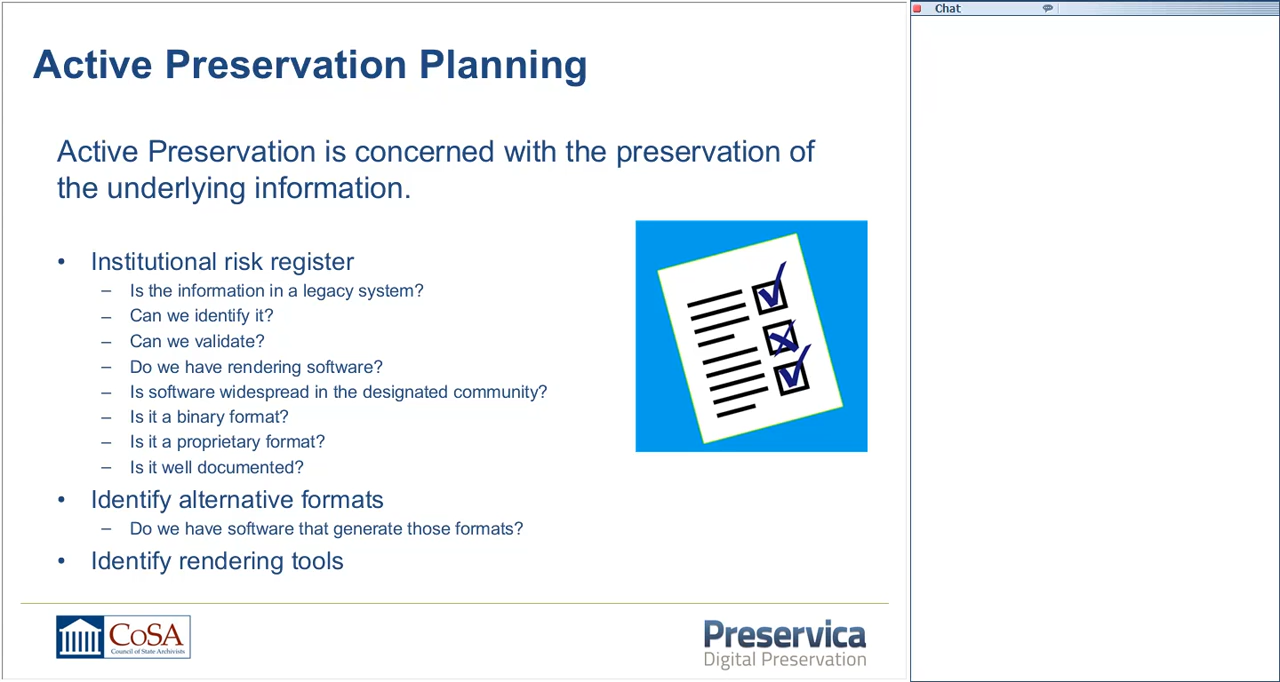 Chat
Active Preservation Planning
Active Preservation is concerned with the preservation of
the underlying information.
• Institutional risk register
– Is the information in a legacy system?
– Can we identify it?
– Can we validate?
– Do we have rendering software?
– Is software widespread in the designated community?
– Is it a binary format?
– Is it a proprietary format?
– Is it well documented?
• Identify alternative formats
– Do we have software that generate those formats?
• Identify rendering tools
CoSA
Council of State Archivists
Preservica
Digital Preservation